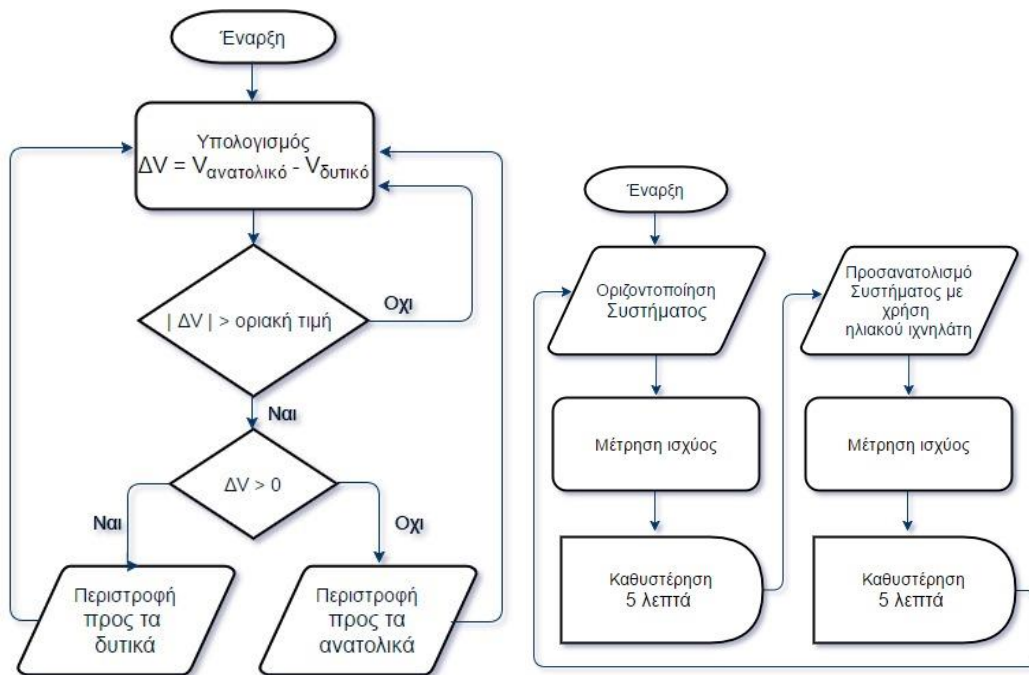 Έναρξη
Υπολογισμός
ΔV = Vανατολικό - Vδυτικό
| ΔV | > οριακή τιμή
Οχι
Ναι
ΔV > 0
Ναι
Οχι
Περιστροφή
προς τα
δυτικά
Περιστροφή
προς τα
ανατολικά
Έναρξη
Οριζοντοποίηση
Συστήματος
Μέτρηση ισχύος
Καθυστέρηση
5 λεπτά
Προσανατολισμό
Συστήματος με
χρήση
ηλιακού ιχνηλάτη
Μέτρηση ισχύος
Καθυστέρηση
5 λεπτά